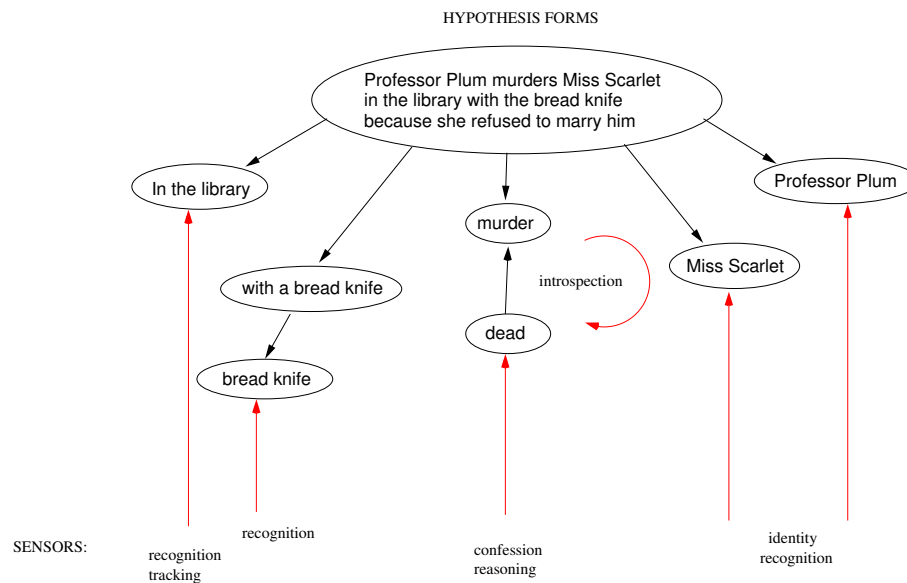 HYPOTHESIS FORMS
Professor Plum murders Miss Scarlet
in the library with the bread knife
because she refused to marry him
In the library
Professor Plum
murder
Miss Scarlet
introspection
with a bread knife
dead
bread knife
recognition
SENSORS:
recognition
tracking
confession
reasoning
identity
recognition